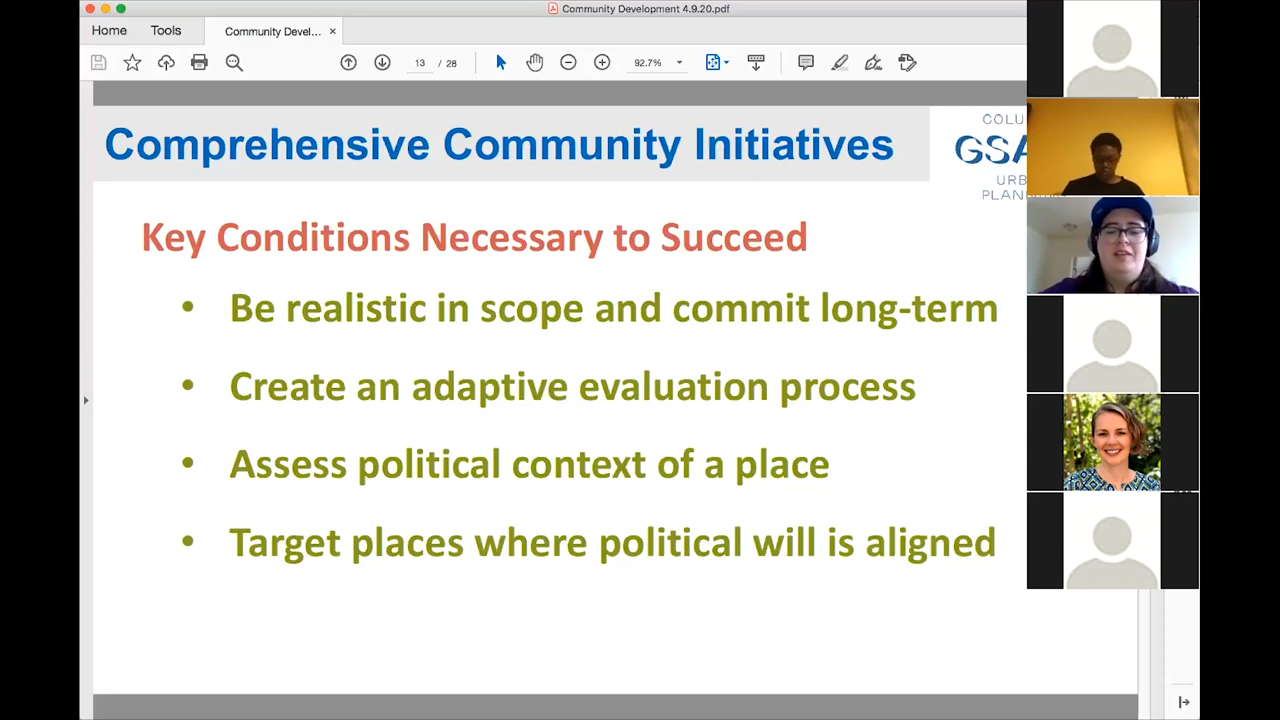 Community Development 4.9.20.pdf
Home Tools Community Devel... ×
13 / 28 92.7%
Comprehensive Community Initiatives
COLU
GSA
URB
PLAN
Key Conditions Necessary to Succeed
• Be realistic in scope and commit long-term
• Create an adaptive evaluation process
• Assess political context of a place
• Target places where political will is aligned